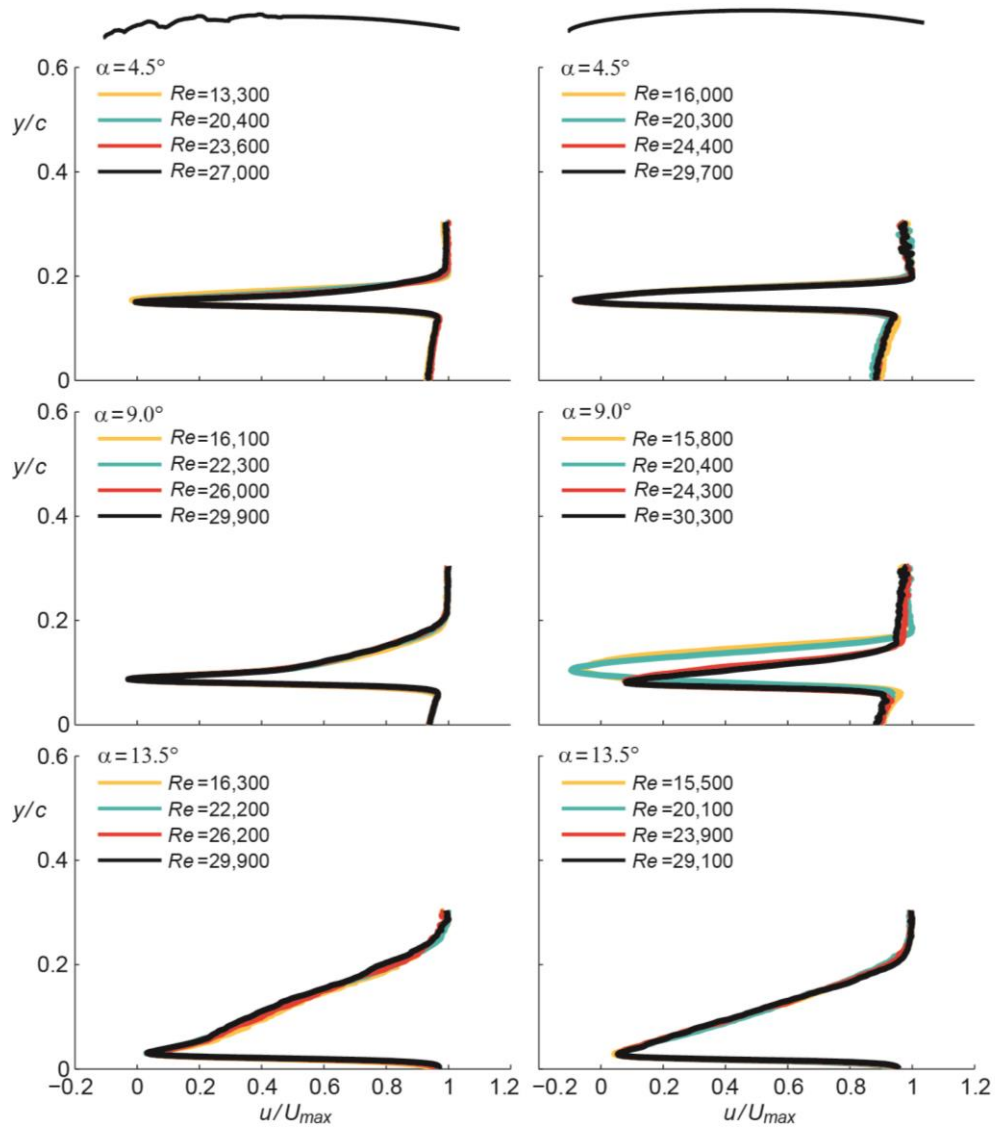 0.6
α=4.5°
Re=13,300
y/c
Re=20,400
Re=23,600
Re=27,000
0.4
0.2
0
α=4.5°
Re=16,000
Re=20,300
Re=24,400
Re=29,700
0.6
α=9.0°
Re=16,100
y/c
Re=22,300
Re=26,000
Re=29,900
0.4
0.2
0
α=9.0°
Re=15,800
Re=20,400
Re=24,300
Re=30,300
0.6
α=13.5°
Re=16,300
y/c
Re=22,200
Re=26,200
Re=29,900
0.4
0.2
0
−0.2 0 0.2 0.4 0.6 0.8 1 1.2
u/Umax
α=13.5°
Re=15,500
Re=20,100
Re=23,900
Re=29,100
−0.2 0 0.2 0.4 0.6 0.8 1 1.2
u/Umax